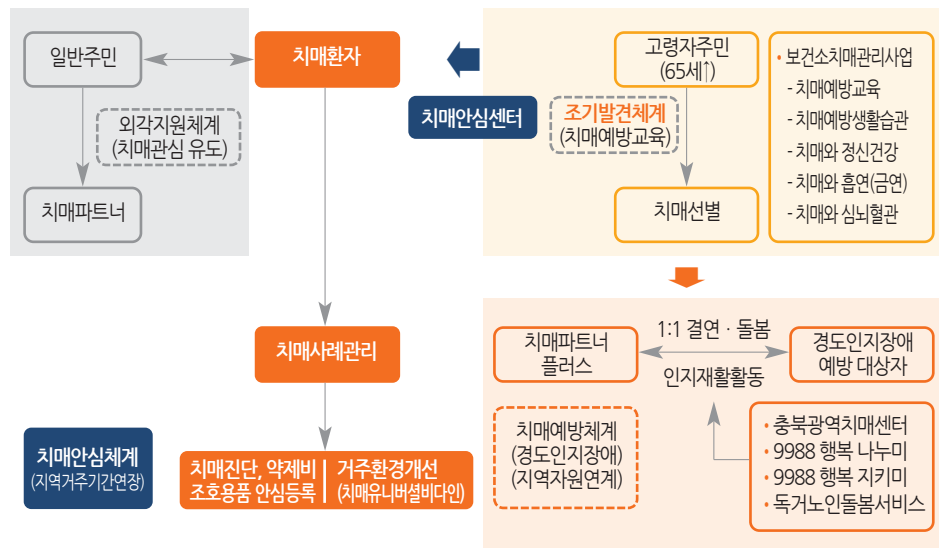 일반주민
치매환자
외각지원체계
(치매관심 유도)
치매파트너
치매안심센터
고령자주민
(65세↑)
조기발견체계
(치매예방교육)
치매선별
• 보건소치매관리사업
- 치매예방교육
- 치매예방생활습관
- 치매와 정신건강
- 치매와 흡연(금연)
- 치매와 심뇌혈관
치매사례관리
치매안심체계
(지역거주기간연장)
치매진단, 약제비
조호용품 안심등록
거주환경개선
(치매유니버설비다인)
치매파트너
플러스
1:1 결연 · 돌봄
인지재활활동
경도인지장애
예방 대상자
치매예방체계
(경도인지장애)
(지역자원연계)
• 충북광역치매센터
• 9988 행복 나누미
• 9988 행복 지키미
• 독거노인돌봄서비스